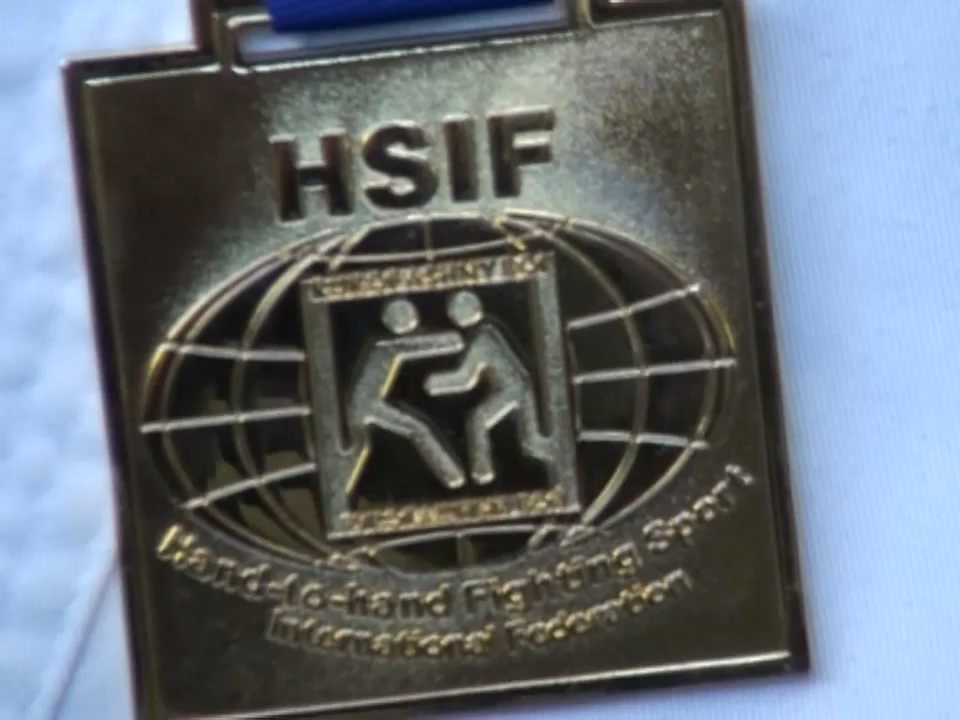 HSIF
Hand-to-hand Fighting Sport
International Federation